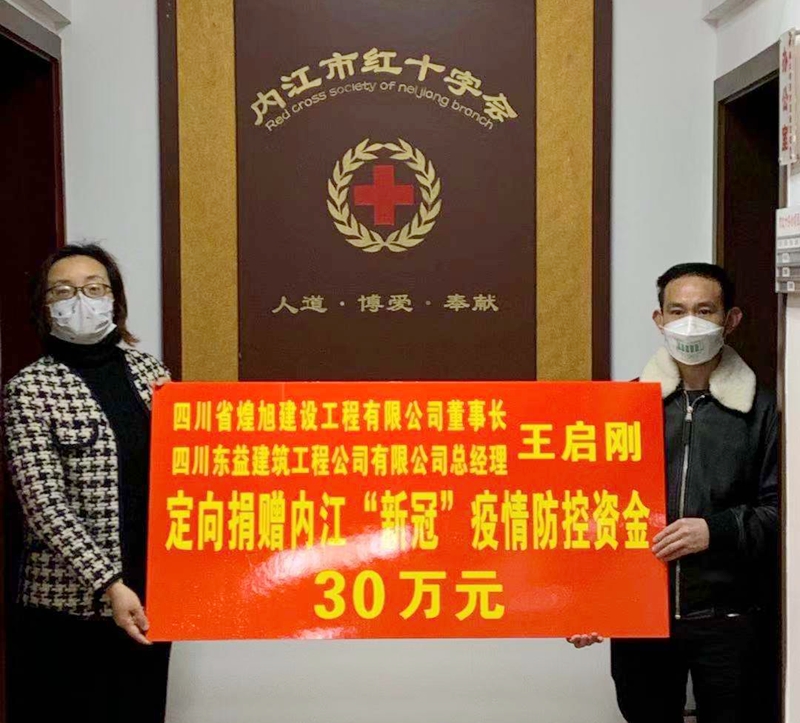 内江市红十字会
Red cross society of neijiang branch
人道·博爱·奉献
四川省煌旭建设工程有限公司董事长
四川东益建筑工程公司有限公司总经理
王启刚
定向捐赠内江“新冠”疫情防控资金
30万元
办公室